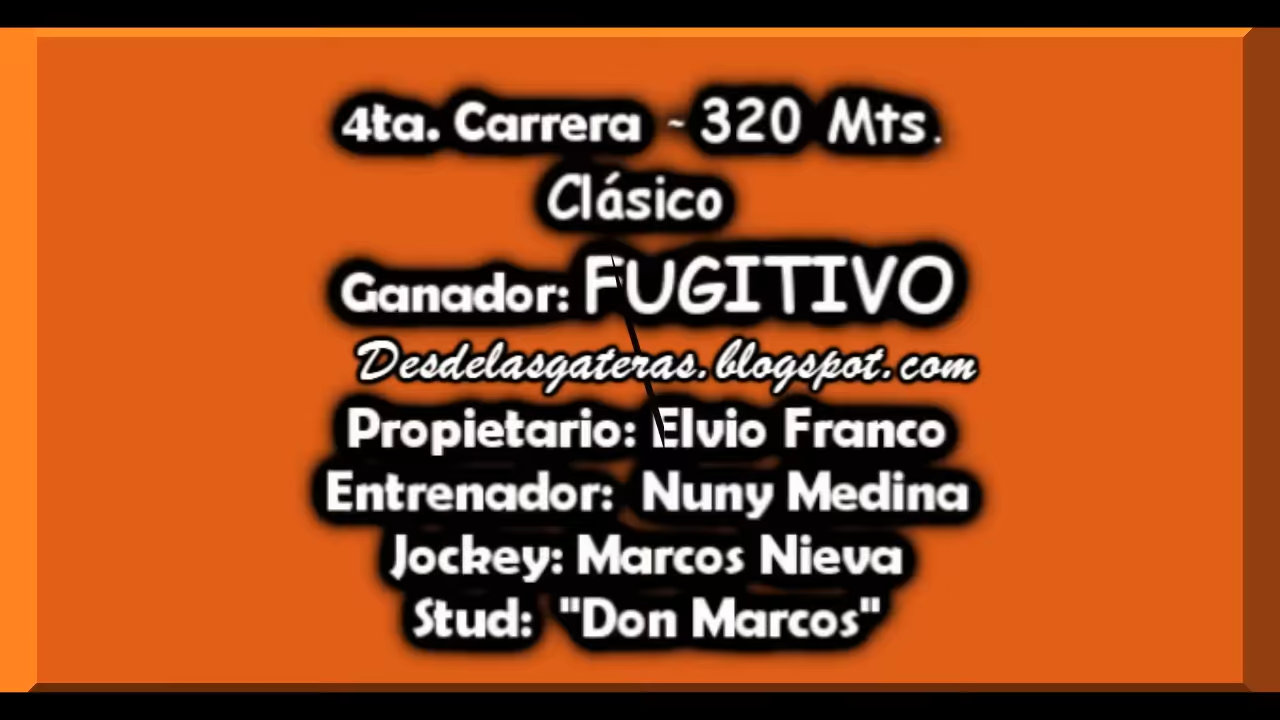 4ta. Carrera - 320 Mts.
Clásico
Ganador: FUGITIVO
Desdelasgateras.blogspot.com
Propietario: Elvio Franco
Entrenador: Nuny Medina
Jockey: Marcos Nieva
Stud: "Don Marcos"